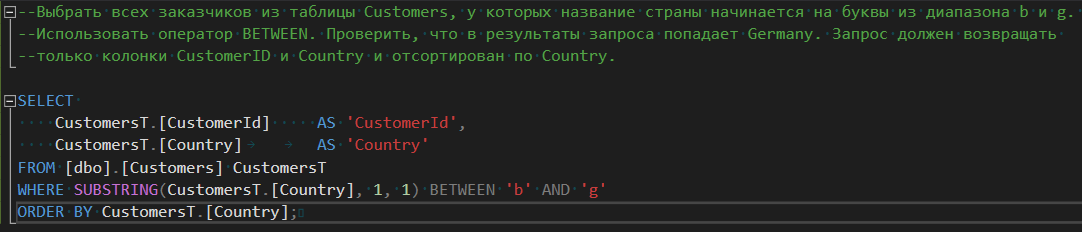 --Выбрать всех заказчиков из таблицы Customers, у которых название страны начинается на буквы из диапазона b и g.
--Использовать оператор BETWEEN. Проверить, что в результаты запроса попадает Germany. Запрос должен возвращать
--только колонки CustomerID и Country и отсортирован по Country.
SELECT
CustomersT.[CustomerId] AS 'CustomerId',
CustomersT.[Country] AS 'Country'
FROM [dbo].[Customers] CustomersT
WHERE SUBSTRING(CustomersT.[Country], 1, 1) BETWEEN 'b' AND 'g'
ORDER BY CustomersT.[Country];